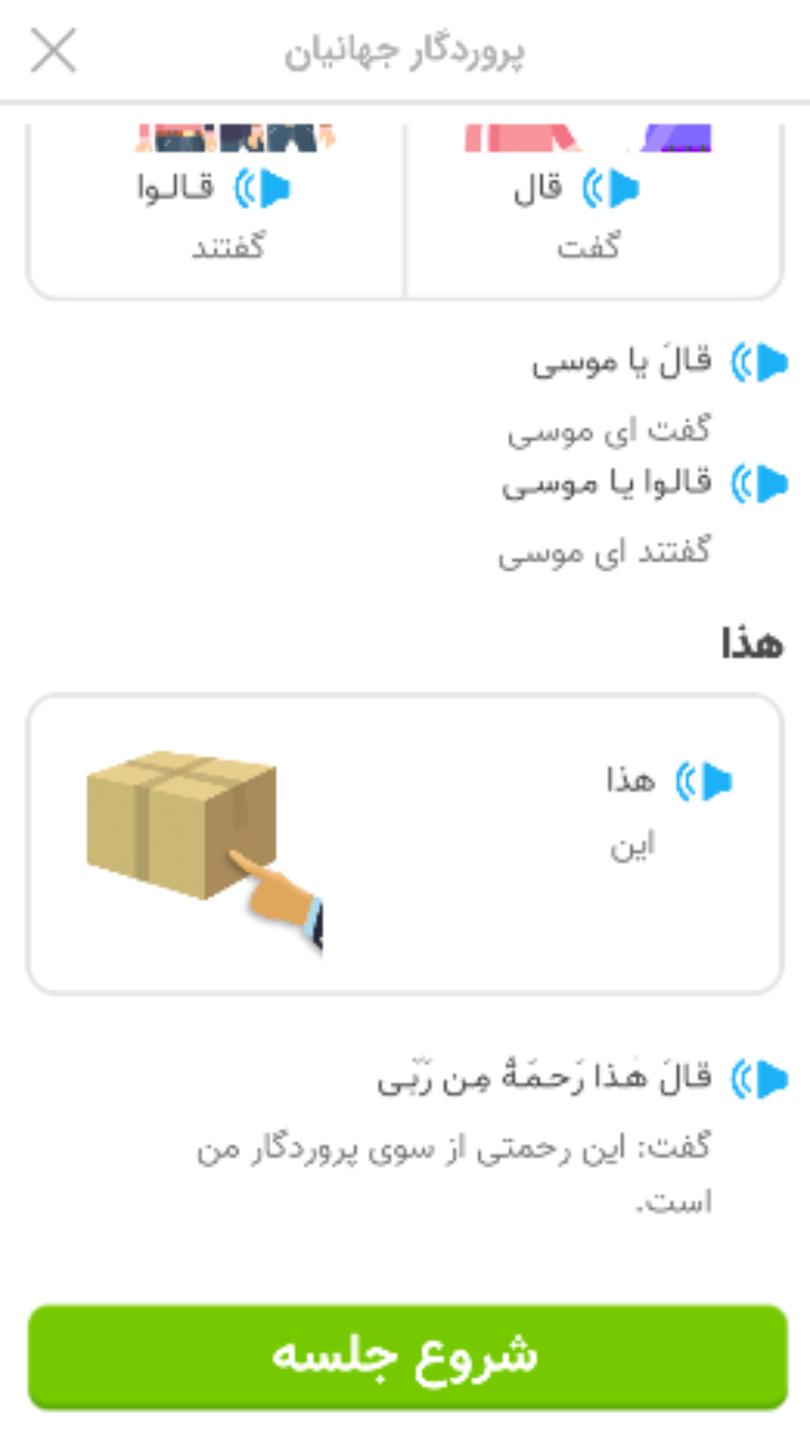 پروردگار جهانیان
قال
قالوا
گفت
گفتند
قالَ یا موسی
گفت ای موسی
قالوا یا موسی
گفتند ای موسی
هذا
هذا
این
قالَ هٰذا رَحمَةٌ مِن رَبّی
گفت: این رحمتی از سوی پروردگار من
است.
شروع جلسه